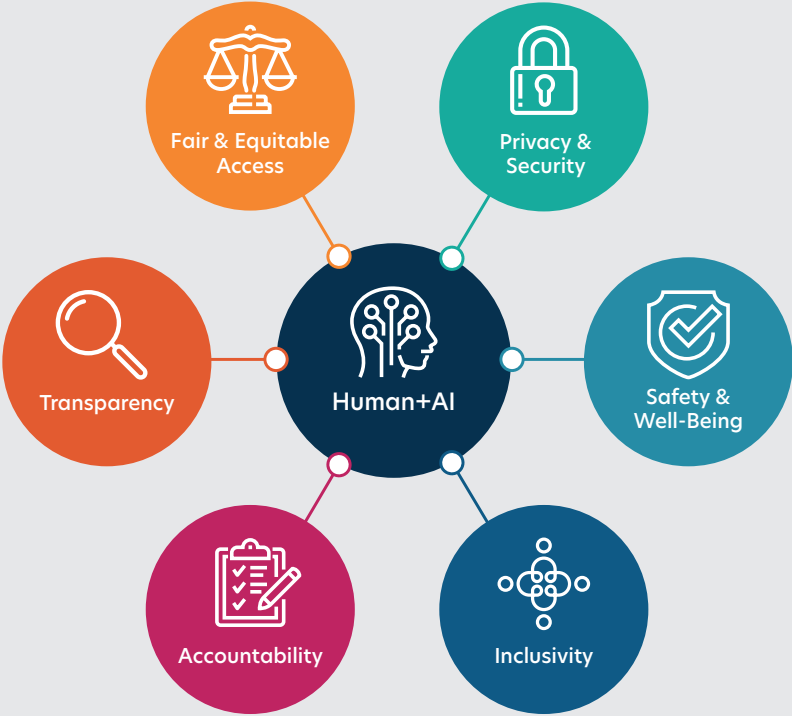 Fair & Equitable
Access
Privacy &
Security
Transparency
Human+AI
Safety &
Well-Being
Accountability
Inclusivity